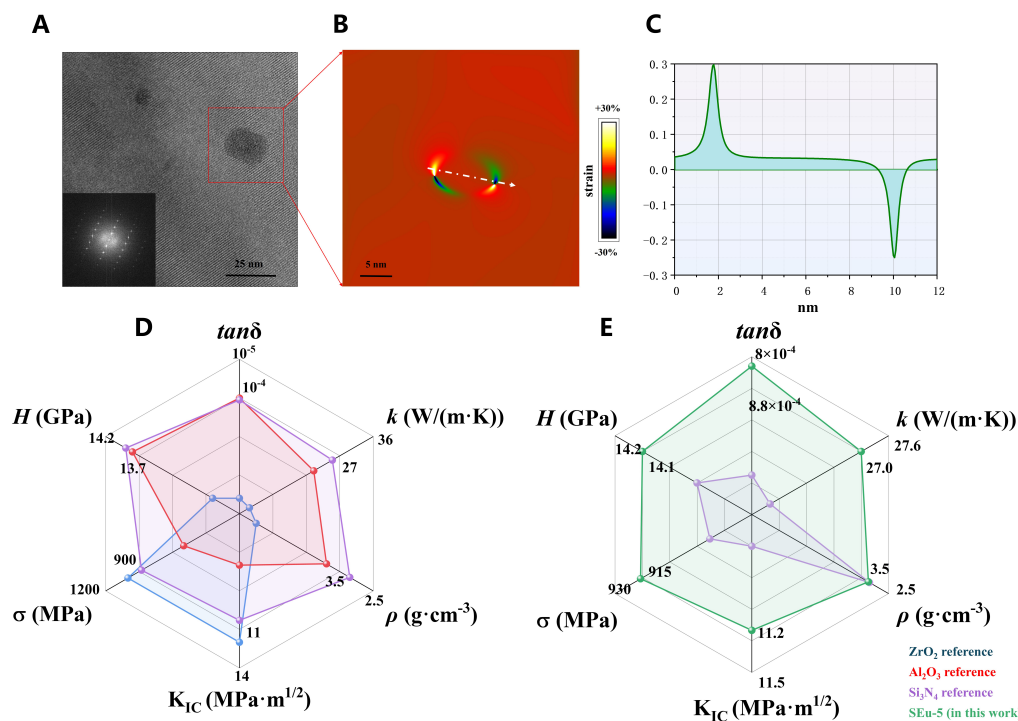 A
B
C
25 nm
5 nm
+30%
strain
-30%
0.3
0.2
0.1
0.0
-0.1
-0.2
-0.3
0 2 4 6 8 10 12
nm
D
tanδ
10⁻⁵
10⁻⁴
H (GPa)
14.2
13.7
k (W/(m·K))
36
27
900
1200
σ (MPa)
3.5
2.5
ρ (g·cm⁻³)
11
14
K_IC (MPa·m^1/2)
E
tanδ
8×10⁻⁴
8.8×10⁻⁴
H (GPa)
14.2
14.1
k (W/(m·K))
27.6
27.0
915
930
σ (MPa)
3.5
2.5
ρ (g·cm⁻³)
11.2
11.5
K_IC (MPa·m^1/2)
ZrO₂ reference
Al₂O₃ reference
Si₃N₄ reference
SEu-5 (in this work